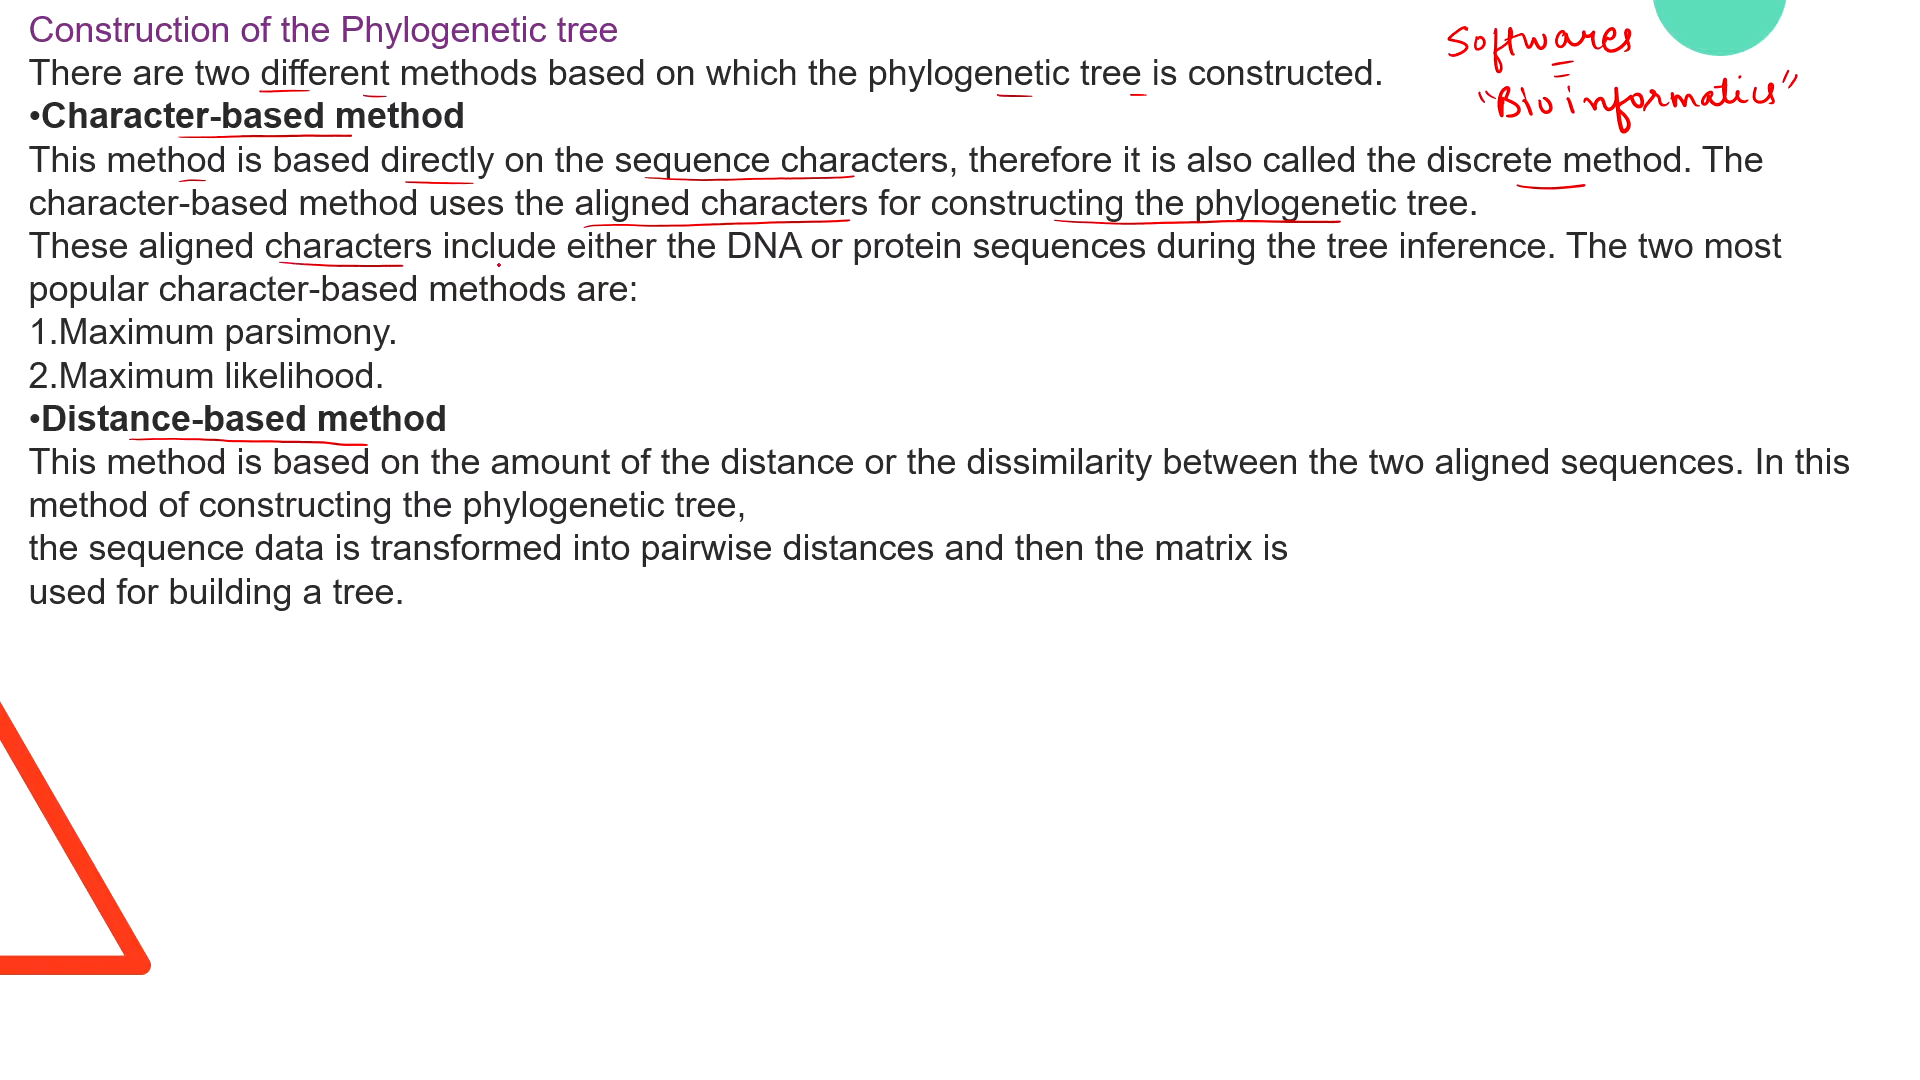 Construction of the Phylogenetic tree
Softwares
There are two different methods based on which the phylogenetic tree is constructed.
"Bioinformatics"
•Character-based method
This method is based directly on the sequence characters, therefore it is also called the discrete method. The
character-based method uses the aligned characters for constructing the phylogenetic tree.
These aligned characters include either the DNA or protein sequences during the tree inference. The two most
popular character-based methods are:
1.Maximum parsimony.
2.Maximum likelihood.
•Distance-based method
This method is based on the amount of the distance or the dissimilarity between the two aligned sequences. In this
method of constructing the phylogenetic tree,
the sequence data is transformed into pairwise distances and then the matrix is
used for building a tree.